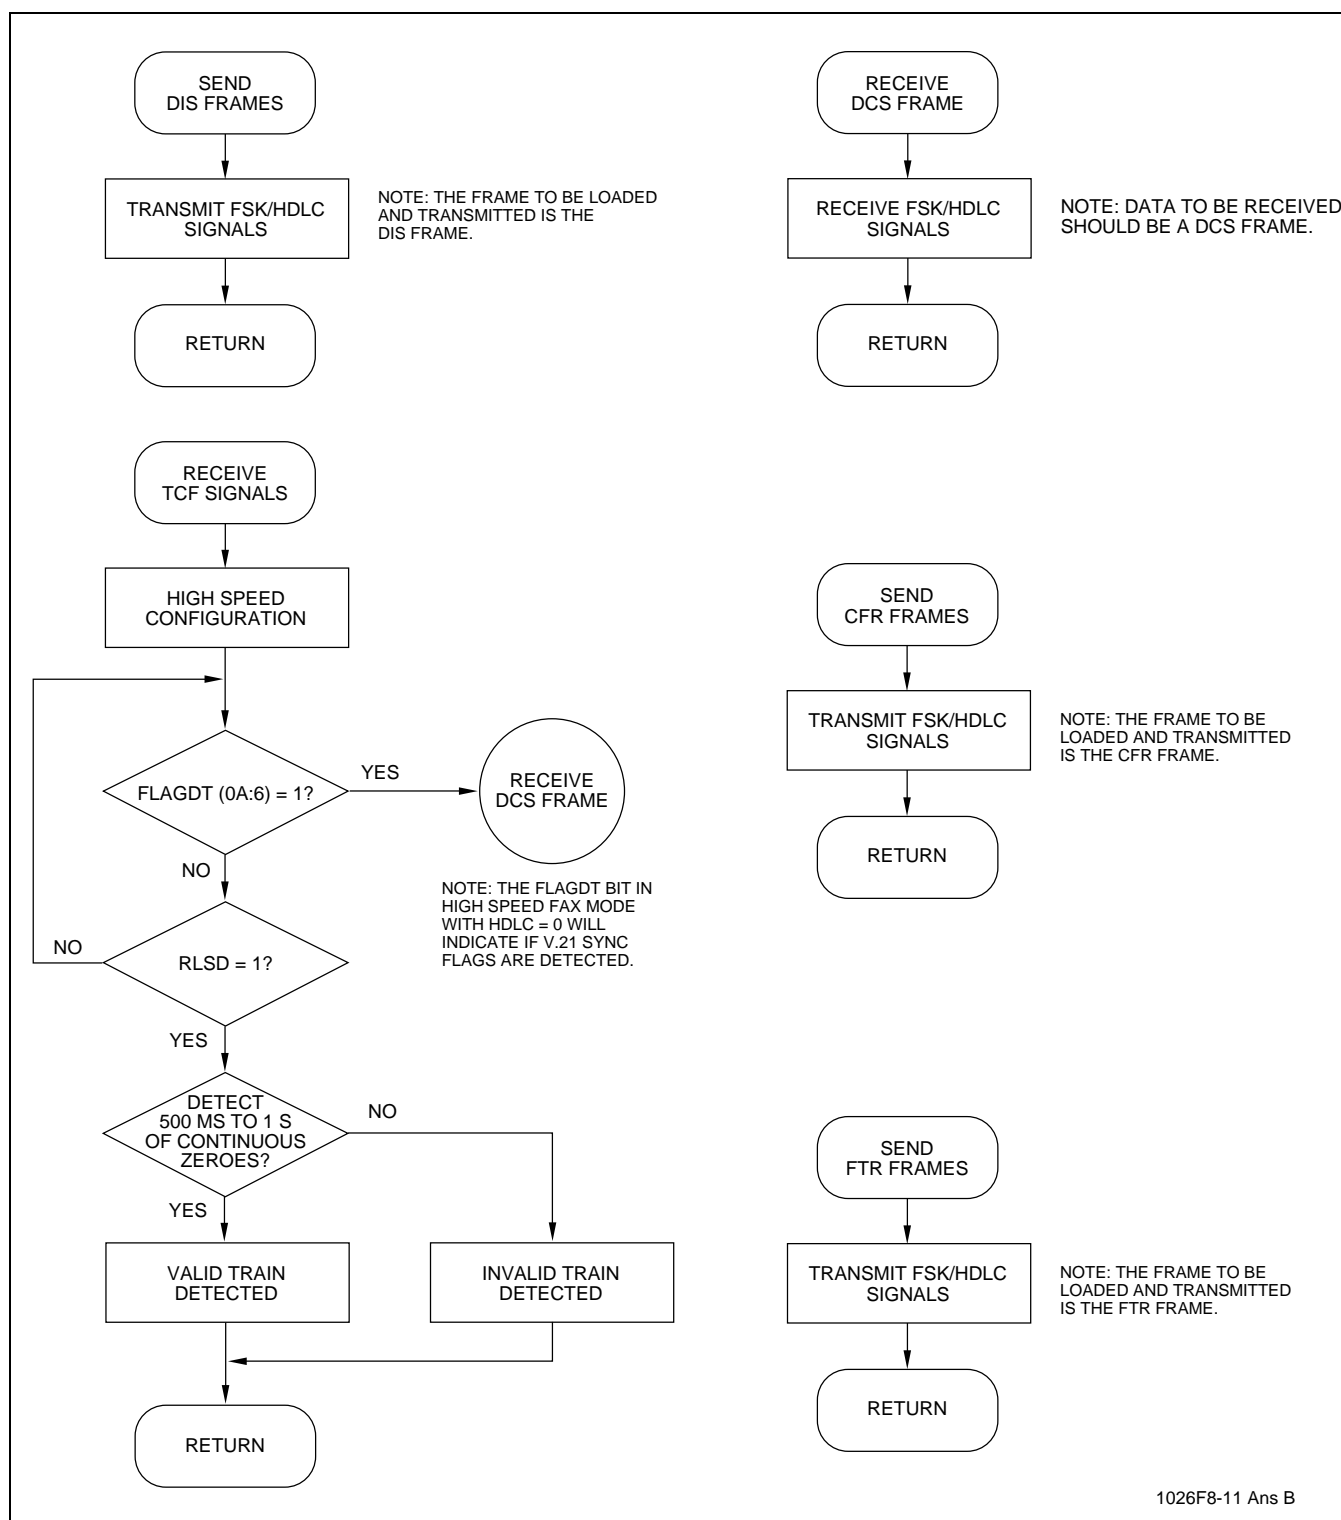 SEND
DIS FRAMES
TRANSMIT FSK/HDLC
SIGNALS
NOTE: THE FRAME TO BE LOADED
AND TRANSMITTED IS THE
DIS FRAME.
RETURN
RECEIVE
DCS FRAME
RECEIVE FSK/HDLC
SIGNALS
NOTE: DATA TO BE RECEIVED
SHOULD BE A DCS FRAME.
RETURN
RECEIVE
TCF SIGNALS
HIGH SPEED
CONFIGURATION
FLAGDT (0A:6) = 1?
YES
RECEIVE
DCS FRAME
NO
NOTE: THE FLAGDT BIT IN
HIGH SPEED FAX MODE
WITH HDLC = 0 WILL
INDICATE IF V.21 SYNC
FLAGS ARE DETECTED.
RLSD = 1?
NO
YES
DETECT
500 MS TO 1 S
OF CONTINUOUS
ZEROES?
NO
YES
VALID TRAIN
DETECTED
INVALID TRAIN
DETECTED
RETURN
SEND
CFR FRAMES
TRANSMIT FSK/HDLC
SIGNALS
NOTE: THE FRAME TO BE
LOADED AND TRANSMITTED
IS THE CFR FRAME.
RETURN
SEND
FTR FRAMES
TRANSMIT FSK/HDLC
SIGNALS
NOTE: THE FRAME TO BE
LOADED AND TRANSMITTED
IS THE FTR FRAME.
RETURN
1026F8-11 Ans B